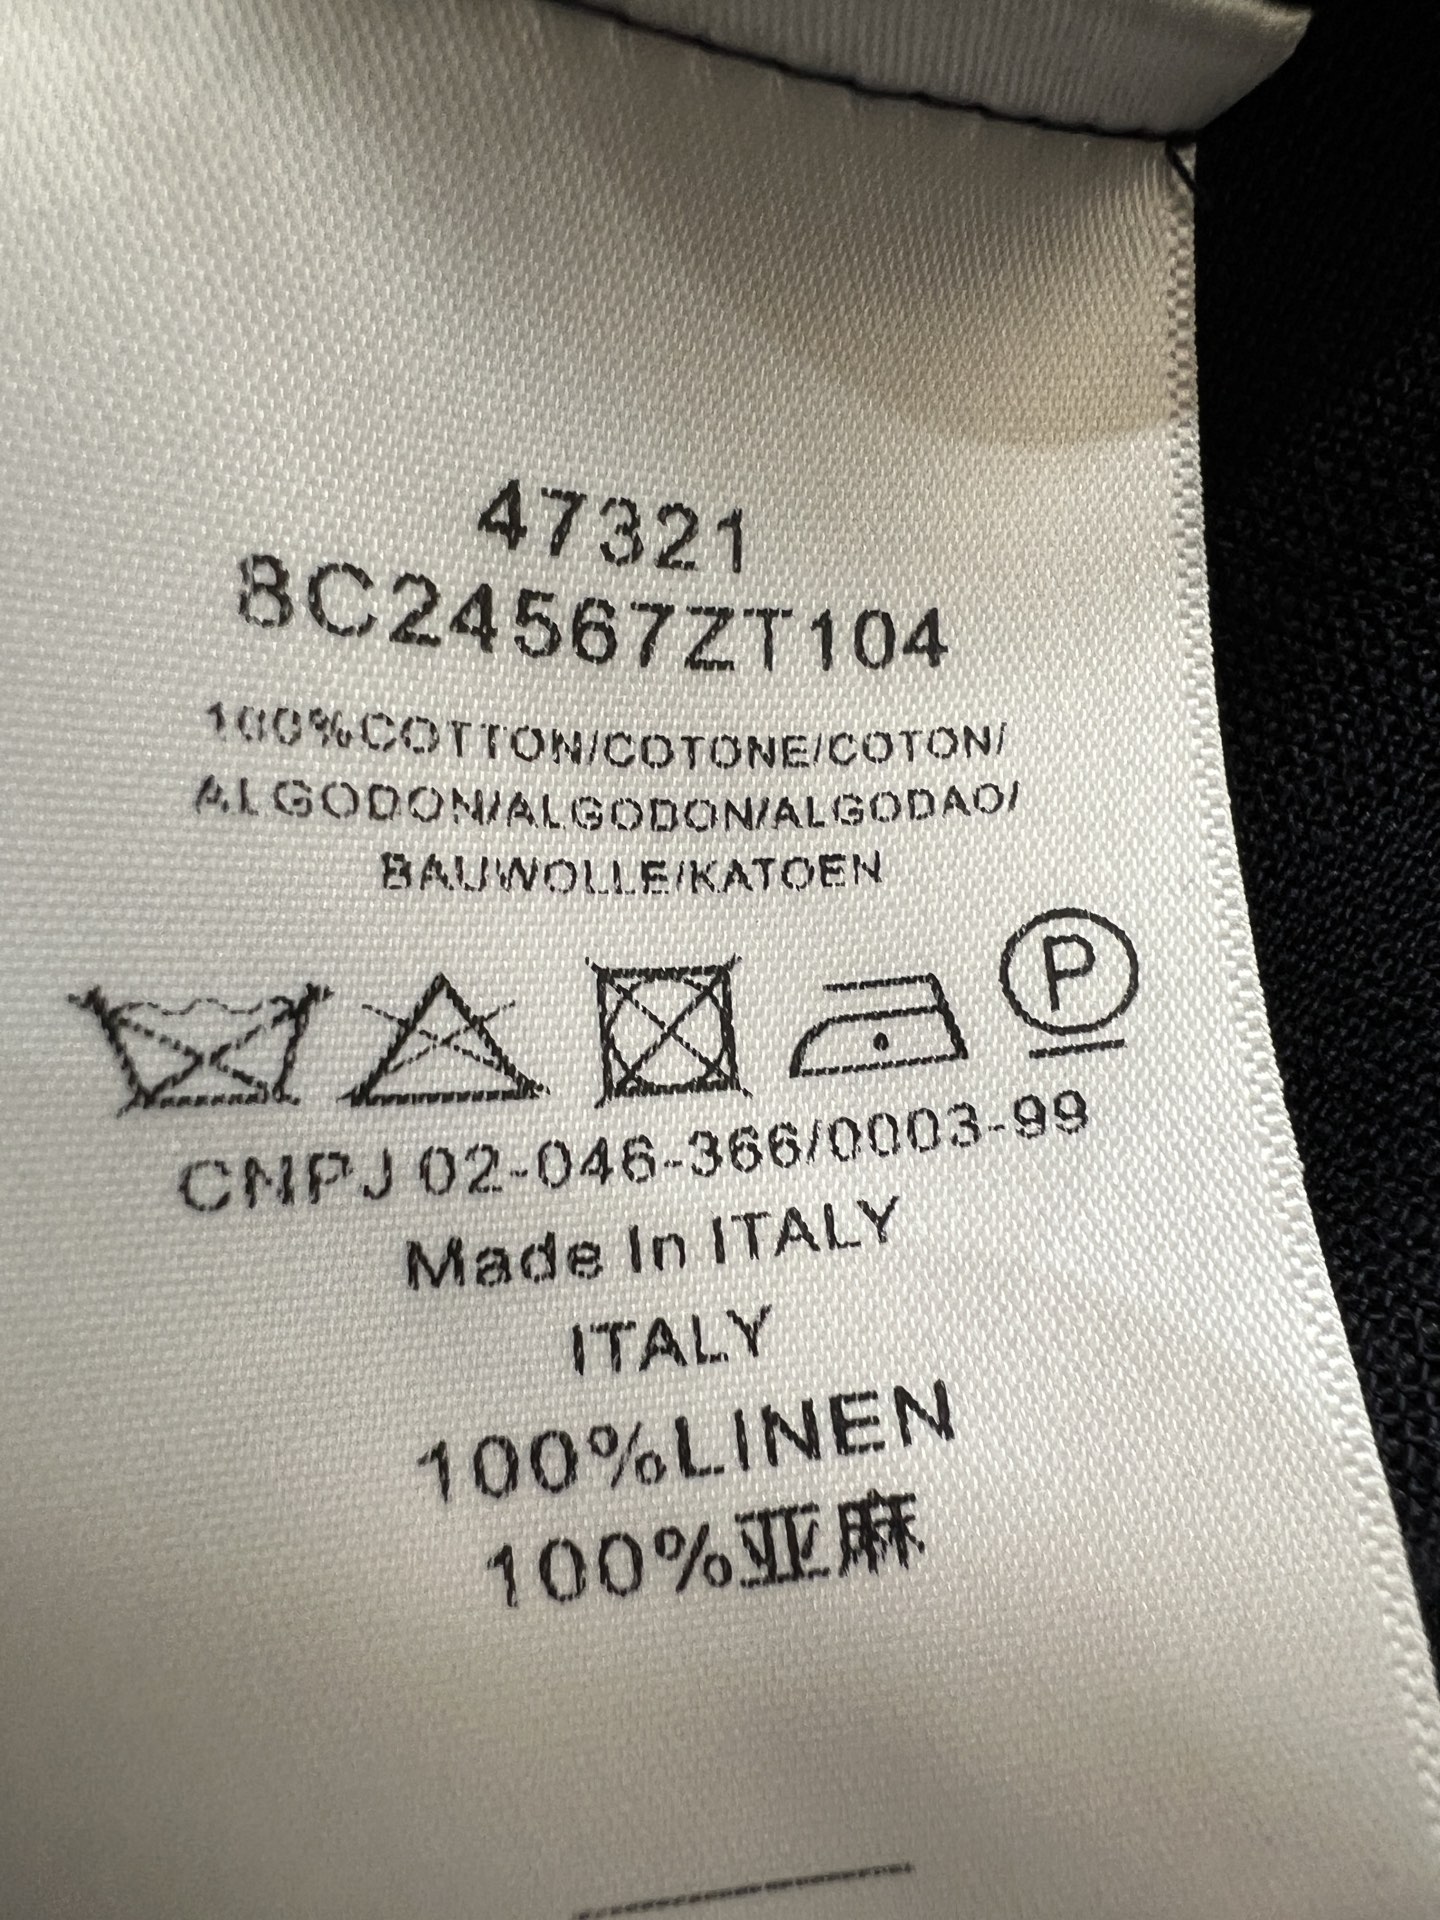 47321
8C24567ZT104
100%COTTON/COTONE/COTON/
ALGODON/ALGODON/ALGODAO/
BAUWOLLE/KATOEN
P
CNPJ 02-046-366/0003-99
Made In ITALY
ITALY
100%LINEN
100%亚麻